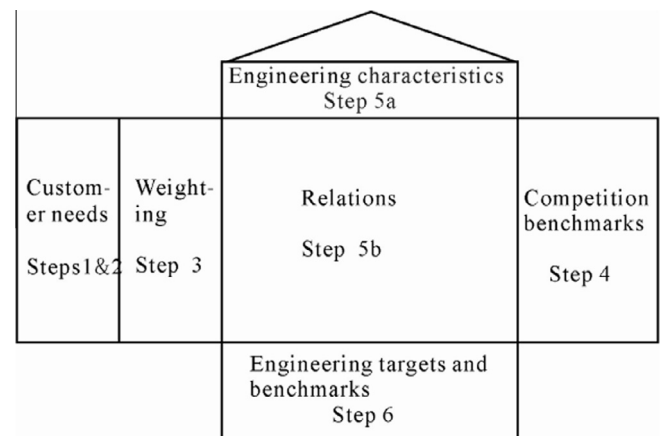 Engineering characteristics
Step 5a
Custom-
er needs
Steps1&2
Weight-
ing
Step 3
Relations
Step 5b
Competition
benchmarks
Step 4
Engineering targets and
benchmarks
Step 6